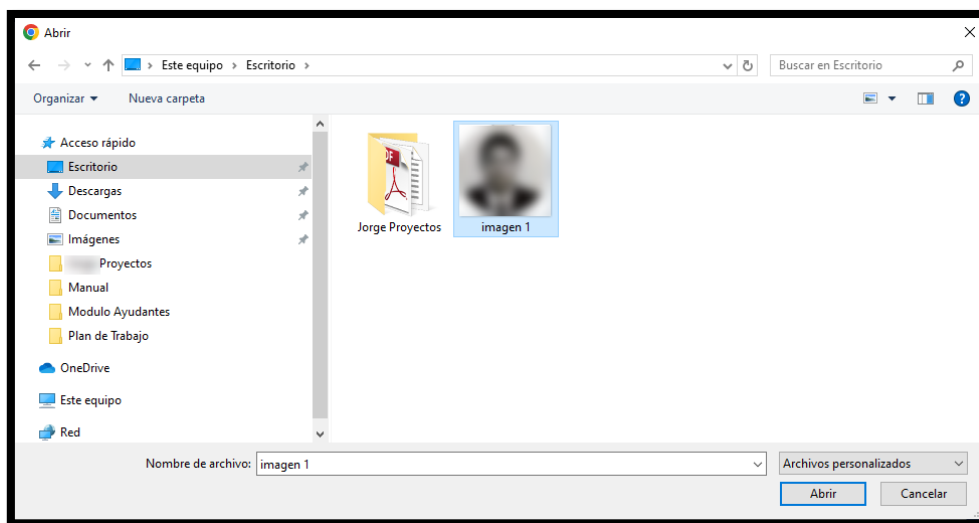 Abrir
Este equipo > Escritorio >
Buscar en Escritorio
Organizar
Nueva carpeta
Acceso rápido
Escritorio
Descargas
Documentos
Imágenes
Proyectos
Manual
Modulo Ayudantes
Plan de Trabajo
OneDrive
Este equipo
Red
PDF
Jorge Proyectos
imagen 1
Nombre de archivo: imagen 1
Archivos personalizados
Abrir
Cancelar